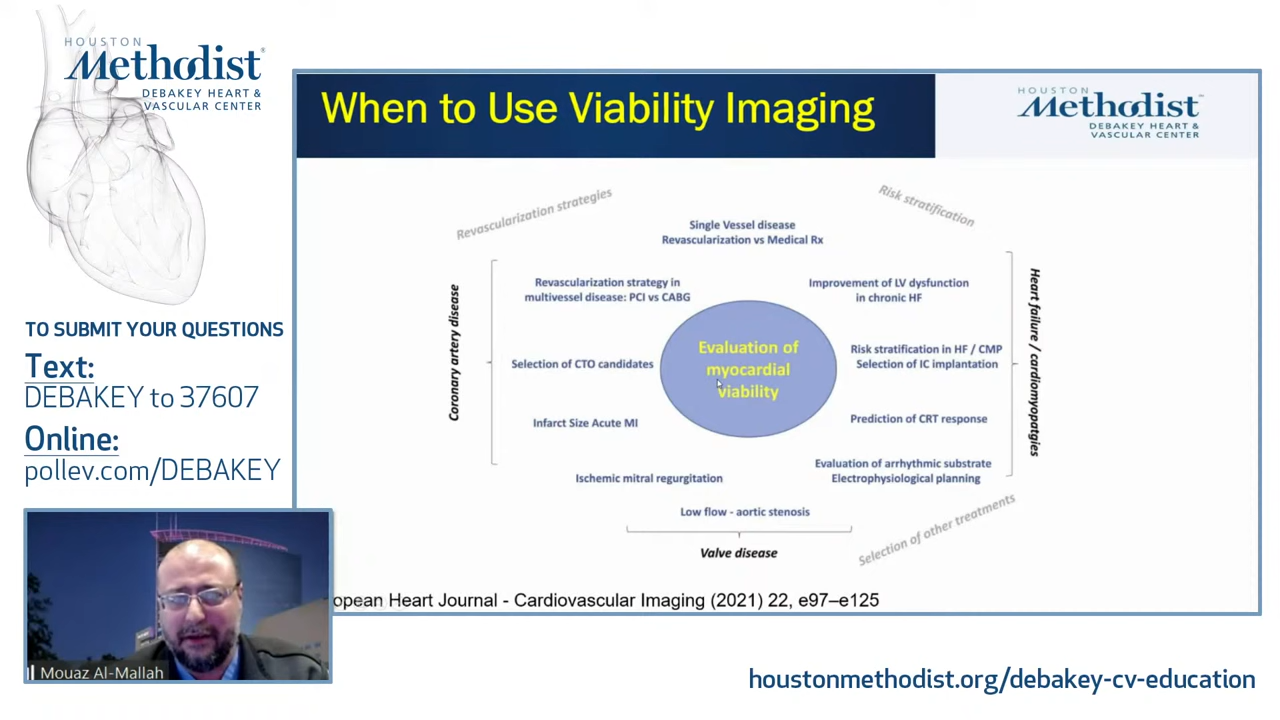 HOUSTON
Methodist
DEBAKEY HEART &
VASCULAR CENTER
TO SUBMIT YOUR QUESTIONS
Text:
DEBAKEY to 37607
Online:
pollev.com/DEBAKEY
Mouaz Al-Mallah
When to Use Viability Imaging
HOUSTON
Methodist
DEBAKEY HEART &
VASCULAR CENTER
Revascularization strategies
Risk stratification
Single Vessel disease
Revascularization vs Medical Rx
Coronary artery disease
Revascularization strategy in
multivessel disease: PCI vs CABG
Selection of CTO candidates
Infarct Size Acute MI
Ischemic mitral regurgitation
Evaluation of
myocardial
viability
Improvement of LV dysfunction
in chronic HF
Risk stratification in HF / CMP
Selection of IC implantation
Prediction of CRT response
Evaluation of arrhythmic substrate
Electrophysiological planning
Heart failure / cardiomyopatgies
Low flow - aortic stenosis
Valve disease
Selection of other treatments
opean Heart Journal - Cardiovascular Imaging (2021) 22, e97–e125
houstonmethodist.org/debakey-cv-education